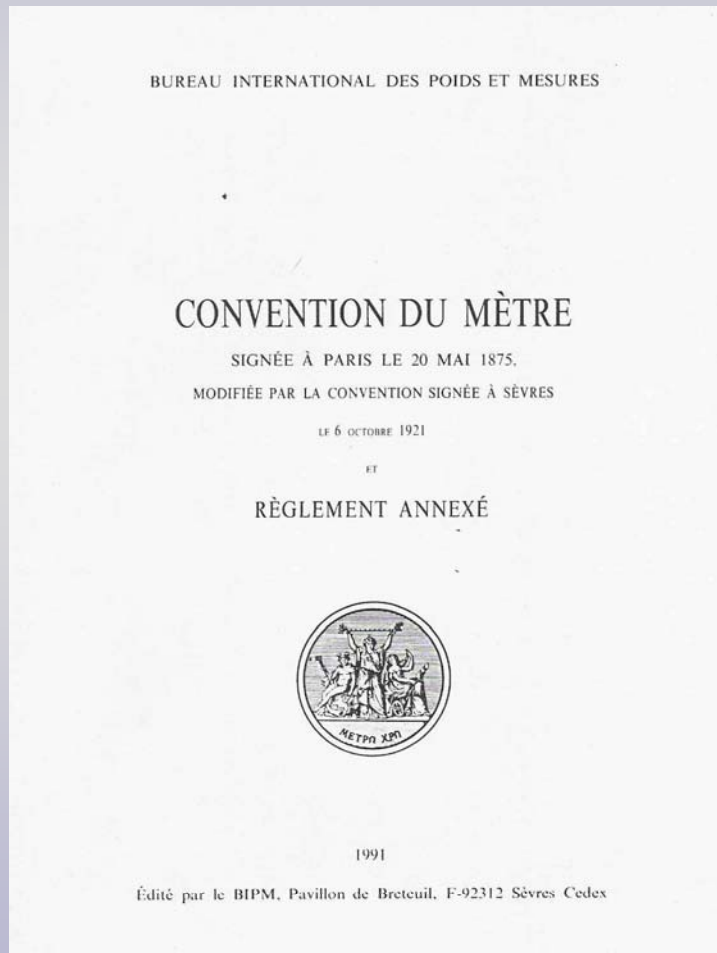 BUREAU INTERNATIONAL DES POIDS ET MESURES
CONVENTION DU MÈTRE
SIGNÉE À PARIS LE 20 MAI 1875,
MODIFIÉE PAR LA CONVENTION SIGNÉE À SÈVRES
LE 6 OCTOBRE 1921
ET
RÈGLEMENT ANNEXÉ
ΜΕΤΡΩ ΧΡΩ
1991
Édité par le BIPM, Pavillon de Breteuil, F-92312 Sèvres Cedex